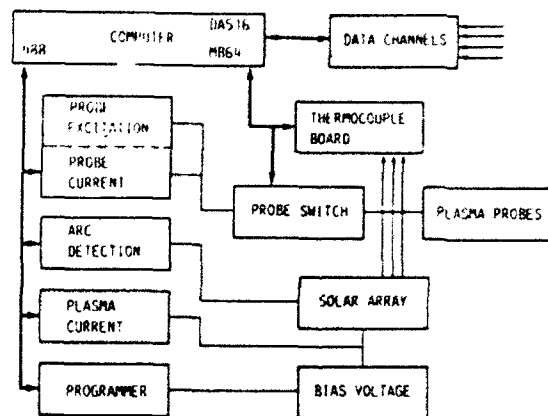 DAS16
COMPUTER
488
MB64
DATA CHANNELS
PROBE
EXCITATION
PROBE
CURRENT
THERMOCOUPLE
BOARD
PROBE SWITCH
PLASMA PROBES
ARC
DETECTION
SOLAR ARRAY
PLASMA
CURRENT
PROGRAMMER
BIAS VOLTAGE